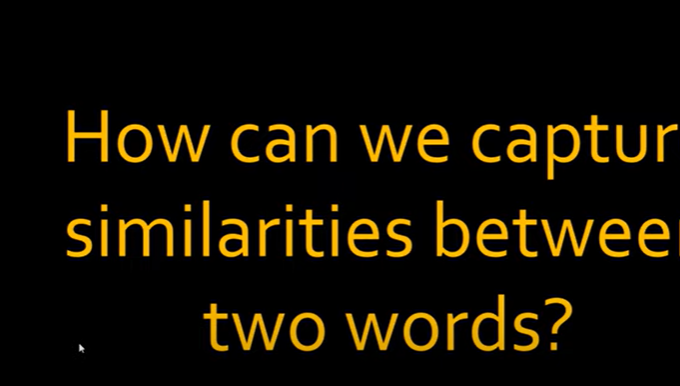 How can we captur
similarities betwee
two words?